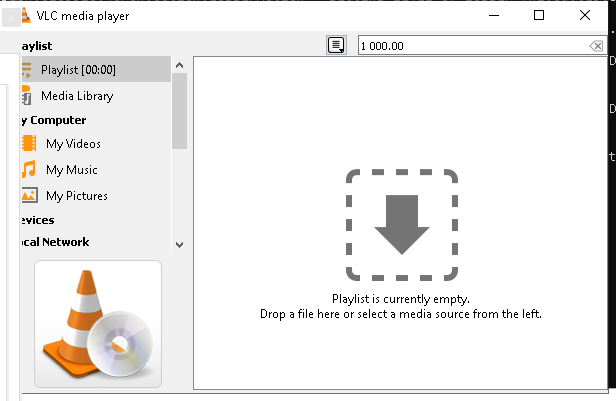 VLC media player
aylist
1 000.00
Playlist [00:00]
Media Library
y Computer
My Videos
My Music
My Pictures
evices
ocal Network
Playlist is currently empty.
Drop a file here or select a media source from the left.
D
D
t